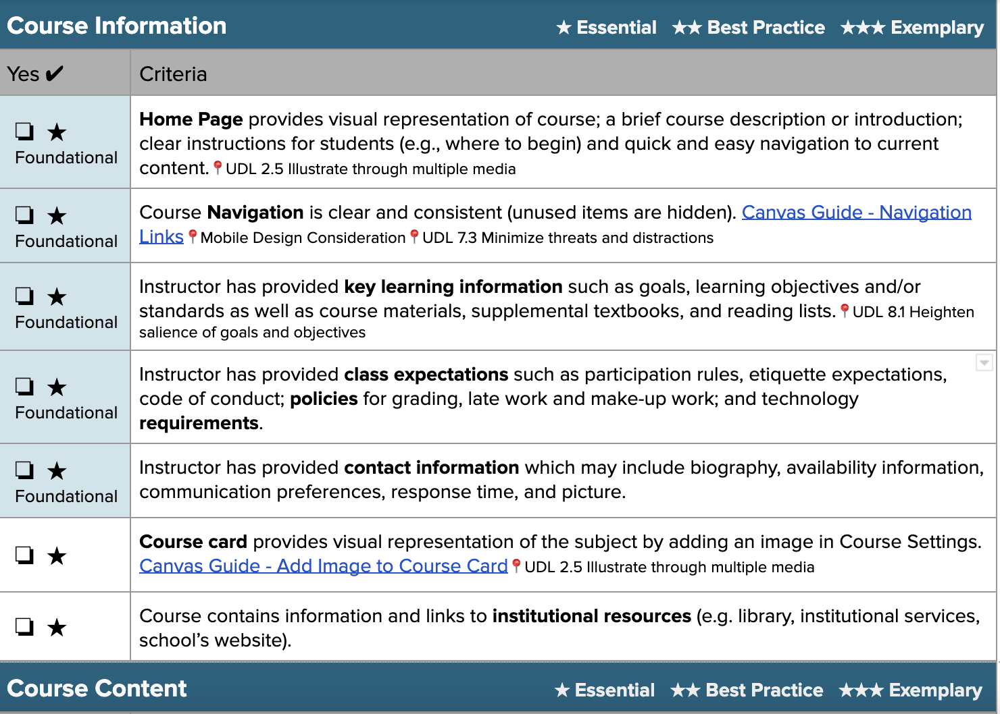 Course Information ★ Essential ★★ Best Practice ★★★ Exemplary
Yes ✔ Criteria
❏ ★
Foundational
Home Page provides visual representation of course; a brief course description or introduction;
clear instructions for students (e.g., where to begin) and quick and easy navigation to current
content.📍UDL 2.5 Illustrate through multiple media
❏ ★
Foundational
Course Navigation is clear and consistent (unused items are hidden). Canvas Guide - Navigation
Links📍Mobile Design Consideration📍UDL 7.3 Minimize threats and distractions
❏ ★
Foundational
Instructor has provided key learning information such as goals, learning objectives and/or
standards as well as course materials, supplemental textbooks, and reading lists.📍UDL 8.1 Heighten
salience of goals and objectives
❏ ★
Foundational
Instructor has provided class expectations such as participation rules, etiquette expectations,
code of conduct; policies for grading, late work and make-up work; and technology
requirements.
❏ ★
Foundational
Instructor has provided contact information which may include biography, availability information,
communication preferences, response time, and picture.
❏ ★
Course card provides visual representation of the subject by adding an image in Course Settings.
Canvas Guide - Add Image to Course Card📍UDL 2.5 Illustrate through multiple media
❏ ★
Course contains information and links to institutional resources (e.g. library, institutional services,
school’s website).
Course Content ★ Essential ★★ Best Practice ★★★ Exemplary